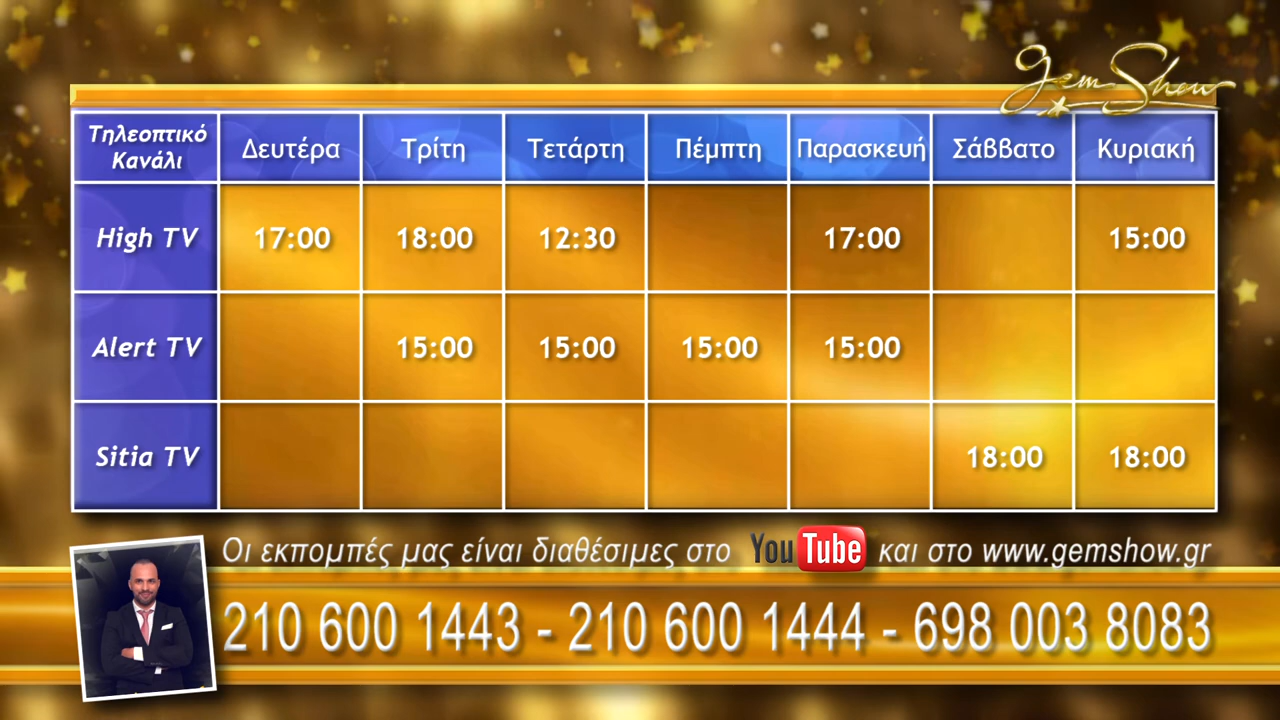 gem Show
Τηλεοπτικό Κανάλι Δευτέρα Τρίτη Τετάρτη Πέμπτη Παρασκευή Σάββατο Κυριακή
High TV 17:00 18:00 12:30 17:00 15:00
Alert TV 15:00 15:00 15:00 15:00
Sitia TV 18:00 18:00
Οι εκπομπές μας είναι διαθέσιμες στο YouTube και στο www.gemshow.gr
210 600 1443 - 210 600 1444 - 698 003 8083